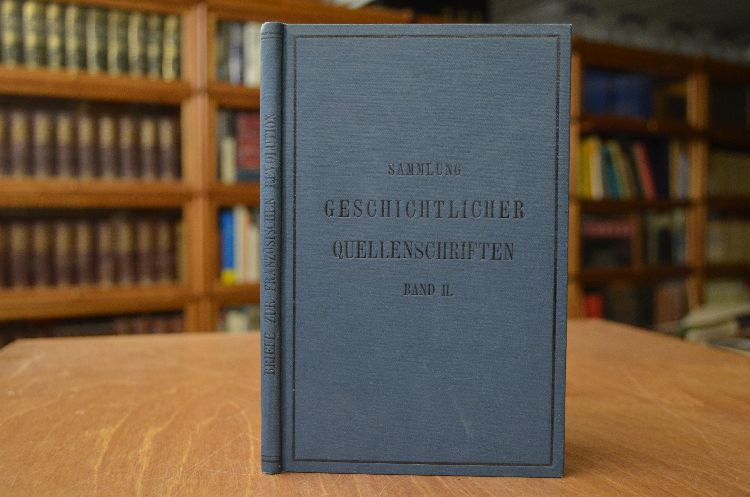 SAMMLUNG
GESCHICHTLICHER
QUELLENSCHRIFTEN
BAND II.
BRIEFE ZUR FRANZÖSISCHEN REVOLUTION